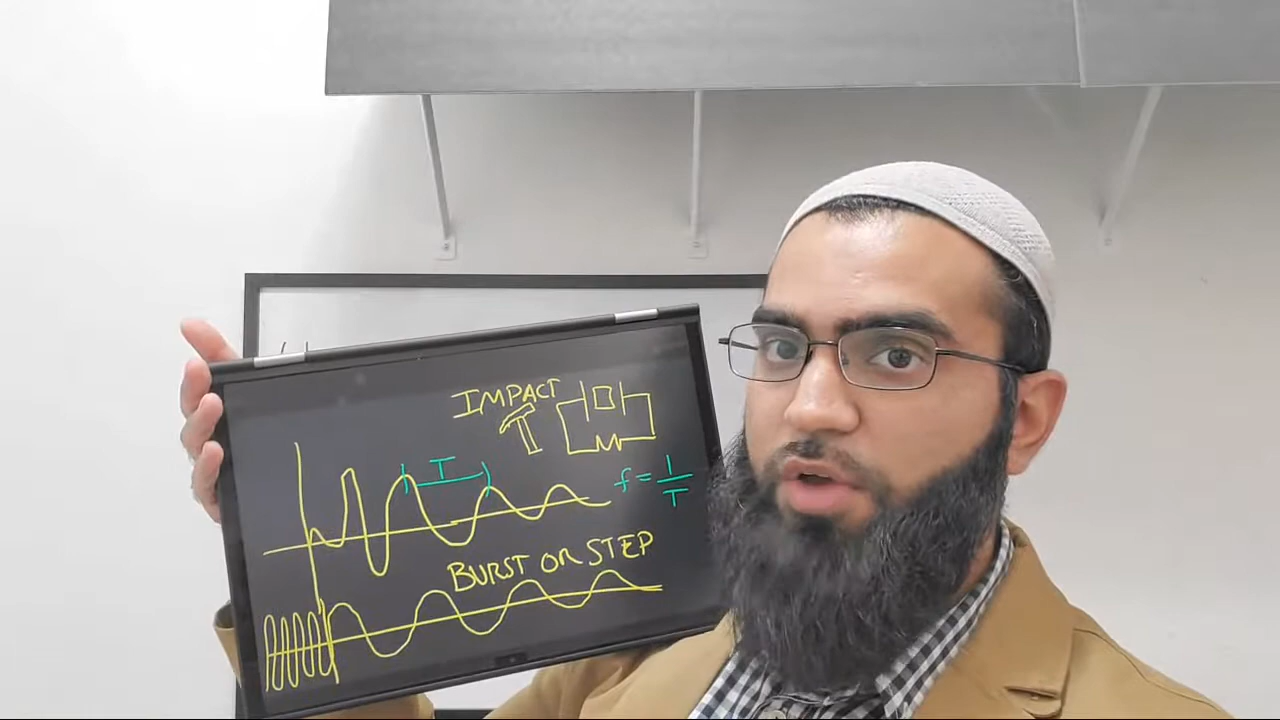 IMPACT
T
f = 1/T
BURST OR STEP